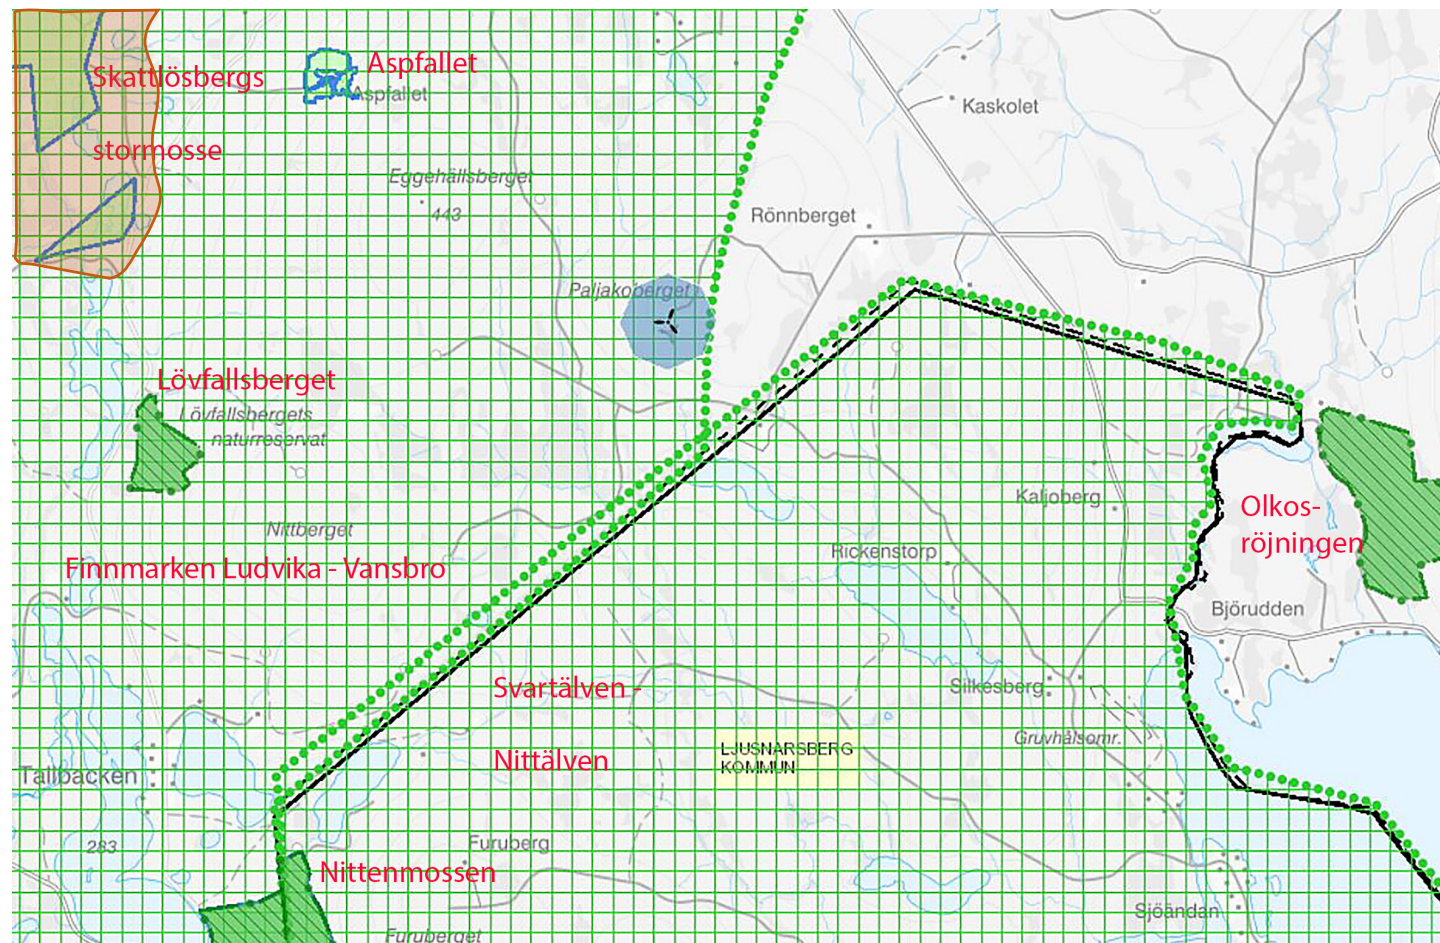 Skattlösbergs
stormosse
Aspfallet
Aspfallet
Kaskolet
Eggehällsberget
443
Rönnberget
Paljakoberget
Lövfallsberget
Lövfallsbergets
naturreservat
Nittberget
Finnmarken Ludvika - Vansbro
Kaljoberg
Olkos-
röjningen
Rickenstorp
Björudden
Svartälven -
Nittälven
Silkesberg
Gruvhälsomr.
LJUSNARSBERG
KOMMUN
Tallbacken
283
Furuberg
Nittenmossen
Sjöändan
Furuberget